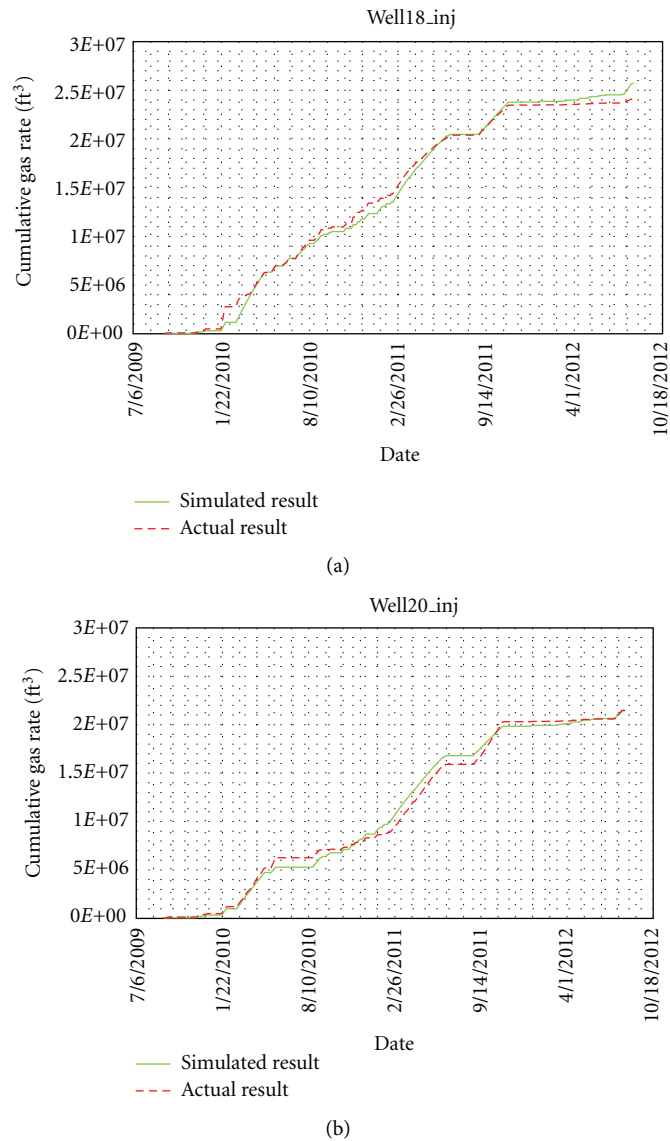 Well18_inj
3E+07
2.5E+07
2E+07
1.5E+07
1E+07
5E+06
0E+00
Cumulative gas rate (ft³)
7/6/2009
1/22/2010
8/10/2010
2/26/2011
9/14/2011
4/1/2012
10/18/2012
Date
Simulated result
Actual result
(a)
Well20_inj
3E+07
2.5E+07
2E+07
1.5E+07
1E+07
5E+06
0E+00
Cumulative gas rate (ft³)
7/6/2009
1/22/2010
8/10/2010
2/26/2011
9/14/2011
4/1/2012
10/18/2012
Date
Simulated result
Actual result
(b)